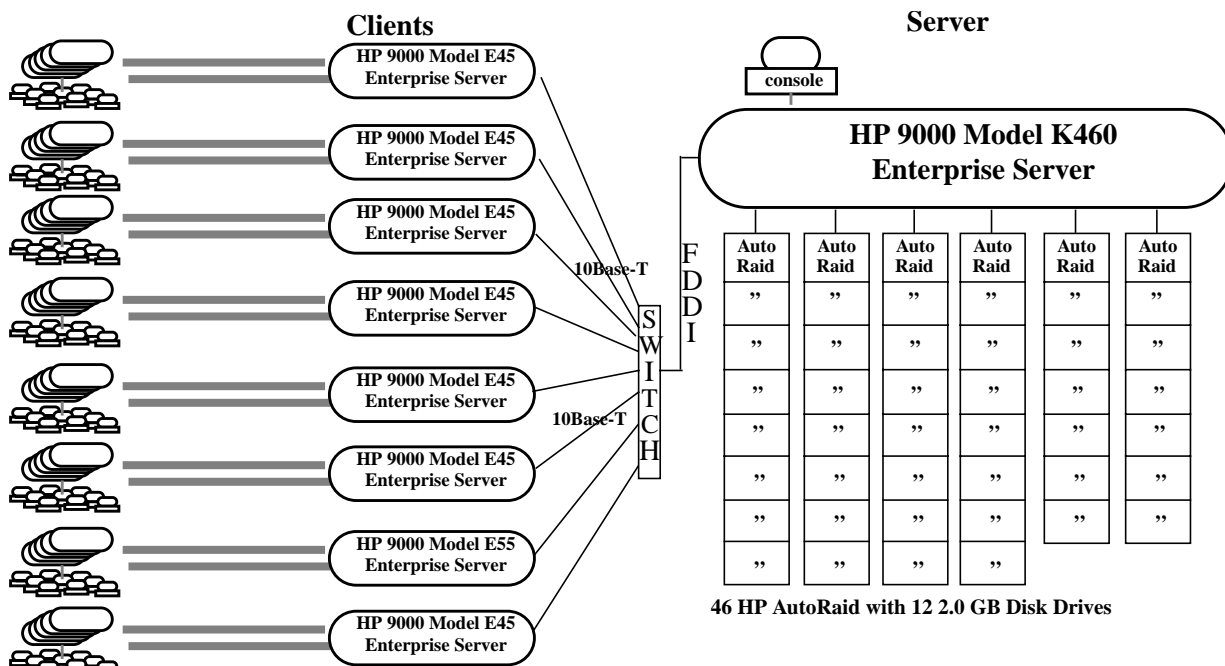 Clients
HP 9000 Model E45
Enterprise Server
HP 9000 Model E45
Enterprise Server
HP 9000 Model E45
Enterprise Server
HP 9000 Model E45
Enterprise Server
HP 9000 Model E45
Enterprise Server
HP 9000 Model E45
Enterprise Server
HP 9000 Model E55
Enterprise Server
HP 9000 Model E45
Enterprise Server
10Base-T
10Base-T
SWITCH
FDDI
Server
console
HP 9000 Model K460
Enterprise Server
Auto Auto Auto Auto Auto Auto
Raid Raid Raid Raid Raid Raid
” ” ” ” ” ”
” ” ” ” ” ”
” ” ” ” ” ”
” ” ” ” ” ”
” ” ” ” ” ”
” ” ” ” ” ”
” ” ” ”
46 HP AutoRaid with 12 2.0 GB Disk Drives